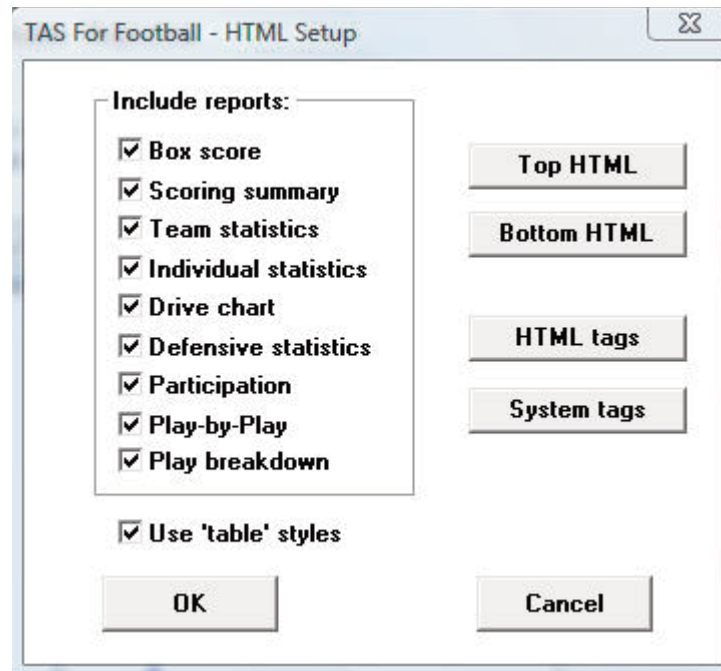 TAS For Football - HTML Setup
Include reports:
Box score
Scoring summary
Team statistics
Individual statistics
Drive chart
Defensive statistics
Participation
Play-by-Play
Play breakdown
Use 'table' styles
Top HTML
Bottom HTML
HTML tags
System tags
OK
Cancel